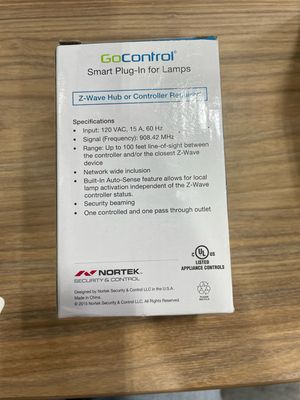 GoControl®
Smart Plug-In for Lamps
Z-Wave Hub or Controller
Specifications
• Input: 120 VAC, 15 A, 60 Hz
• Signal (Frequency): 908.42 MHz
• Range: Up to 100 feet line-of-sight between
the controller and/or the closest Z-Wave
device
• Network wide inclusion
• Built-In Auto-Sense feature allows for local
lamp activation independent of the Z-Wave
controller status.
• Security beaming
• One controlled and one pass through outlet
NORTEK
SECURITY & CONTROL
Designed by Nortek Security & Control LLC in the U.S.A.
Made in China.
© 2015 Nortek Security & Control LLC. All rights reserved.
C UL US
LISTED
APPLIANCE CONTROLS
PLEASE
RECYCLE